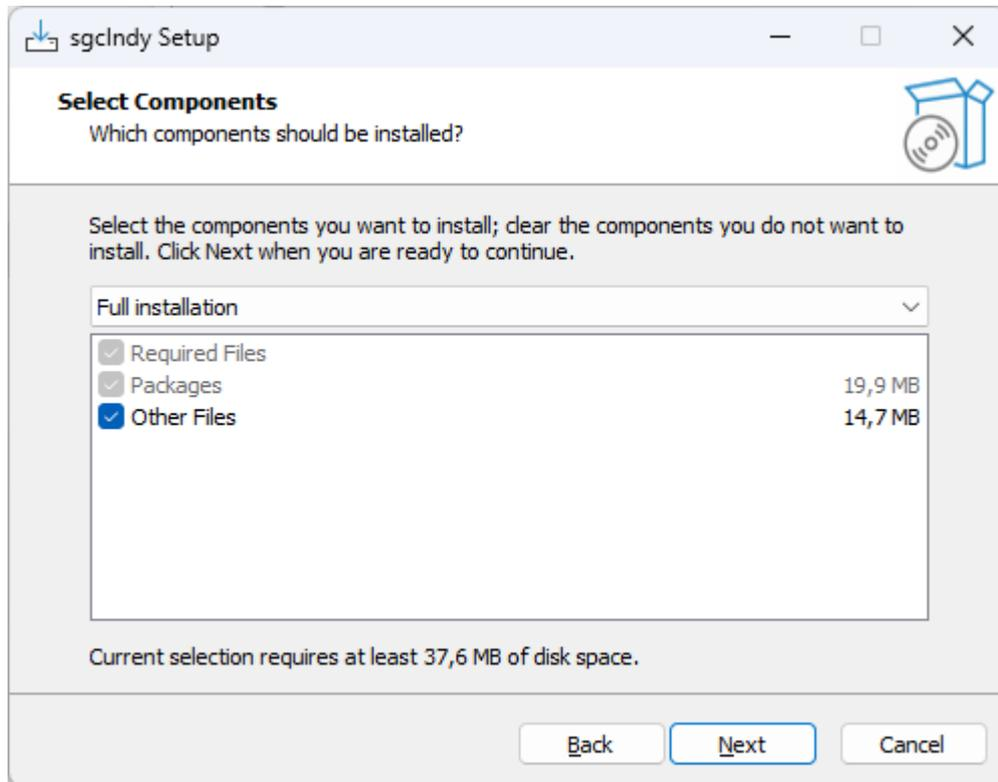 sgcIndy Setup
Select Components
Which components should be installed?
Select the components you want to install; clear the components you do not want to
install. Click Next when you are ready to continue.
Full installation
Required Files
Packages 19,9 MB
Other Files 14,7 MB
Current selection requires at least 37,6 MB of disk space.
Back Next Cancel